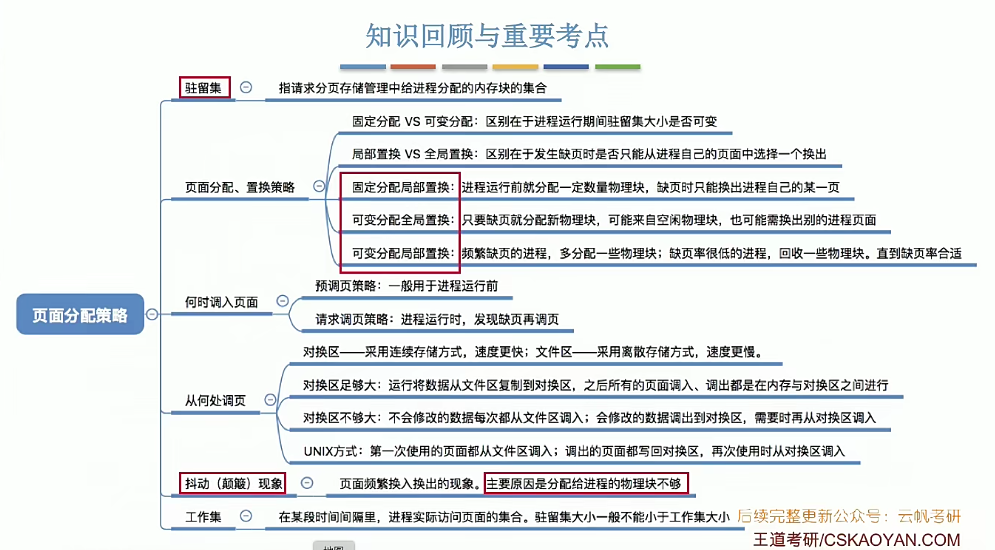 知识回顾与重要考点
驻留集
指请求分页存储管理中给进程分配的内存块的集合
固定分配 VS 可变分配：区别在于进程运行期间驻留集大小是否可变
局部置换 VS 全局置换：区别在于发生缺页时是否只能从进程自己的页面中选择一个换出
页面分配、置换策略
固定分配局部置换：进程运行前就分配一定数量物理块，缺页时只能换出进程自己的某一页
可变分配全局置换：只要缺页就分配新物理块，可能来自空闲物理块，也可能需换出别的进程页面
可变分配局部置换：频繁缺页的进程，多分配一些物理块；缺页率很低的进程，回收一些物理块。直到缺页率合适
页面分配策略
何时调入页面
预调页策略：一般用于进程运行前
请求调页策略：进程运行时，发现缺页再调页
从何处调页
对换区——采用连续存储方式，速度更快；文件区——采用离散存储方式，速度更慢。
对换区足够大：运行将数据从文件区复制到对换区，之后所有的页面调入、调出都是在内存与对换区之间进行
对换区不够大：不会修改的数据每次都从文件区调入；会修改的数据调出到对换区，需要时再从对换区调入
UNIX方式：第一次使用的页面都从文件区调入；调出的页面都写回对换区，再次使用时从对换区调入
抖动（颠簸）现象
页面频繁换入换出的现象。主要原因是分配给进程的物理块不够
工作集
在某段时间间隔里，进程实际访问页面的集合。驻留集大小一般不能小于工作集大小
后续完整更新公众号：云帆考研
王道考研/CSKAOYAN.COM